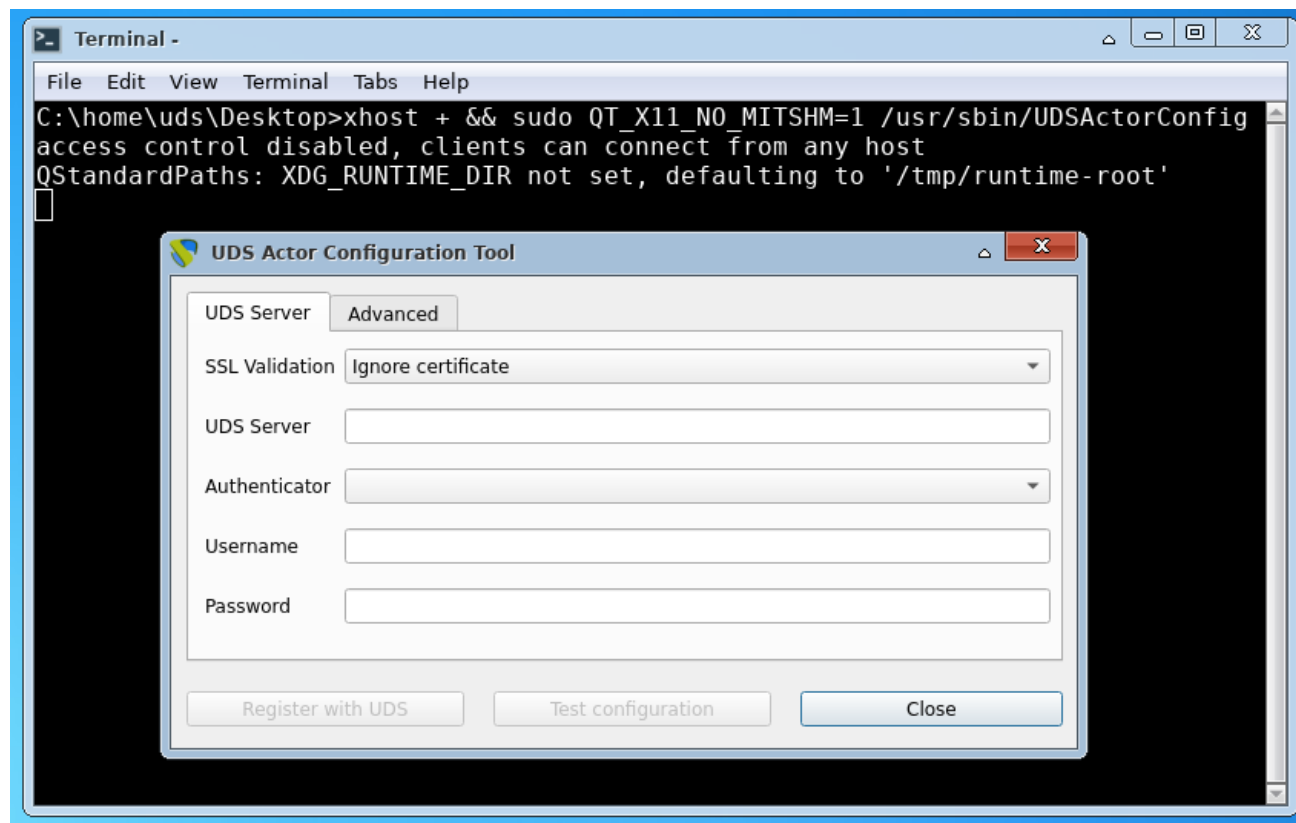 Terminal -
File Edit View Terminal Tabs Help
C:\home\uds\Desktop>xhost + && sudo QT_X11_NO_MITSHM=1 /usr/sbin/UDSActorConfig
access control disabled, clients can connect from any host
QStandardPaths: XDG_RUNTIME_DIR not set, defaulting to '/tmp/runtime-root'
UDS Actor Configuration Tool
UDS Server Advanced
SSL Validation Ignore certificate
UDS Server
Authenticator
Username
Password
Register with UDS Test configuration Close